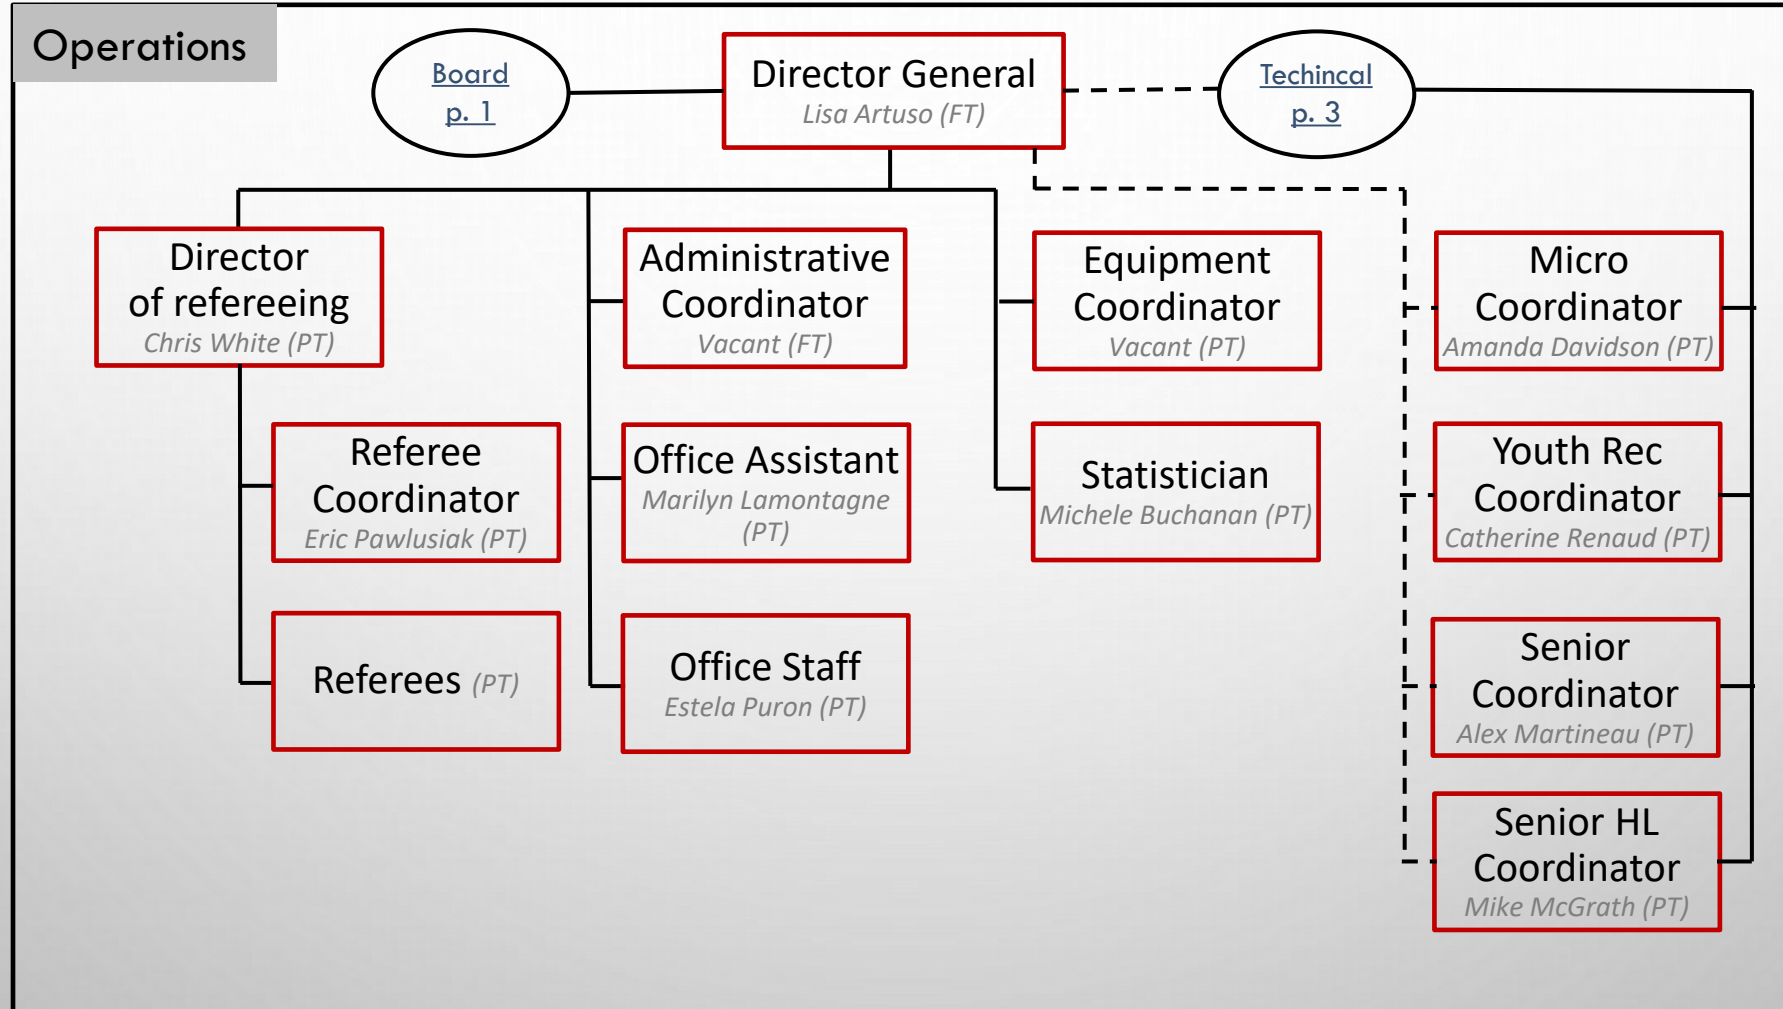 Operations
Board
p. 1
Director General
Lisa Artuso (FT)
Techincal
p. 3
Director
of refereeing
Chris White (PT)
Administrative
Coordinator
Vacant (FT)
Equipment
Coordinator
Vacant (PT)
Micro
Coordinator
Amanda Davidson (PT)
Referee
Coordinator
Eric Pawlusiak (PT)
Office Assistant
Marilyn Lamontagne
(PT)
Statistician
Michele Buchanan (PT)
Youth Rec
Coordinator
Catherine Renaud (PT)
Referees (PT)
Office Staff
Estela Puron (PT)
Senior
Coordinator
Alex Martineau (PT)
Senior HL
Coordinator
Mike McGrath (PT)